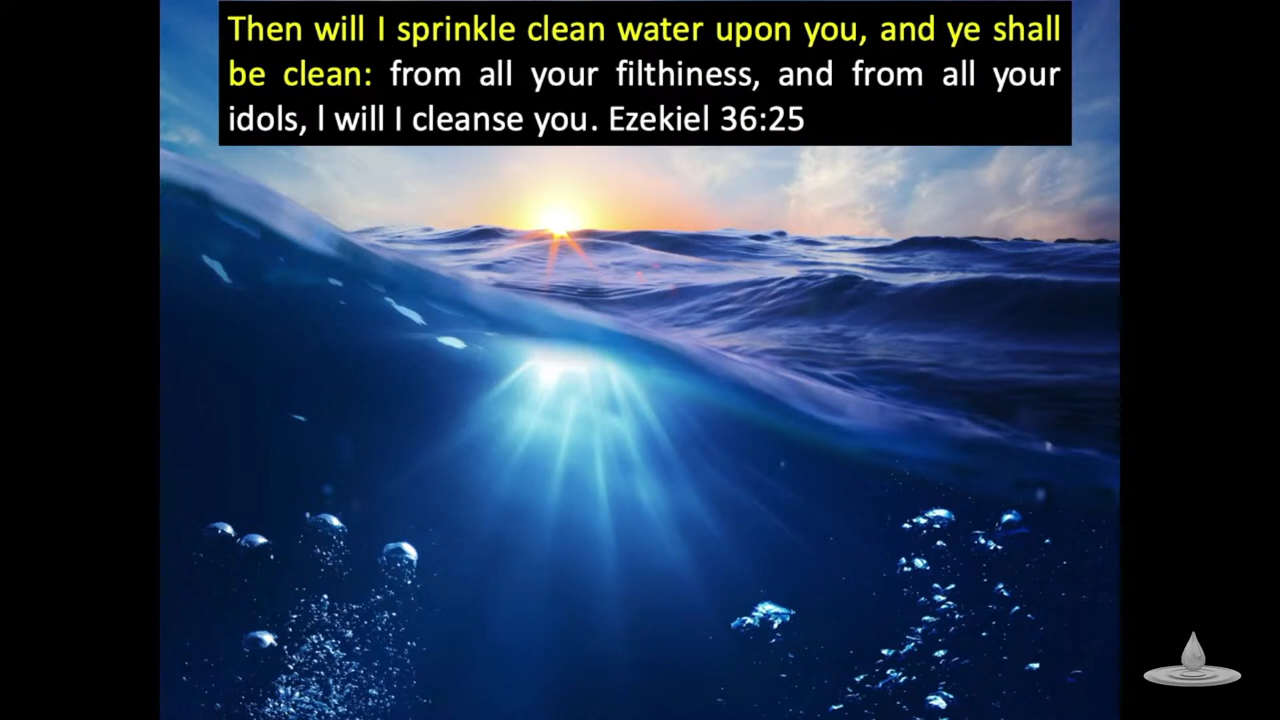 Then will I sprinkle clean water upon you, and ye shall
be clean: from all your filthiness, and from all your
idols, l will I cleanse you. Ezekiel 36:25